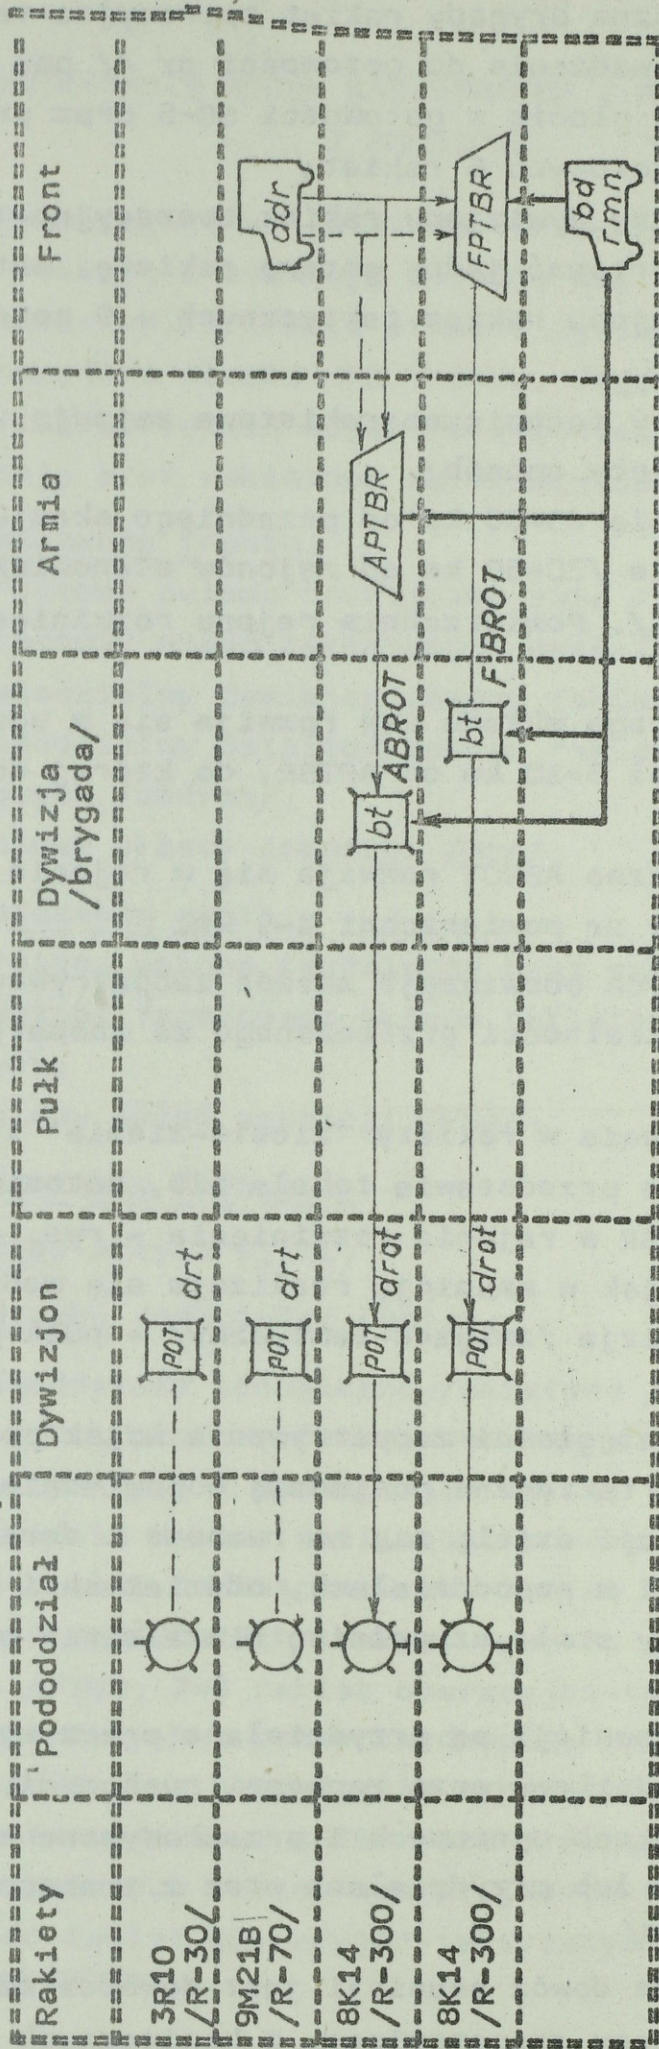 Rakiety
Pododdział
Dywizjon
Pułk
Dywizja
/brygada/
Armia
Front
3R10
/R-30/
POT
drt
9M21B
/R-70/
POT
drt
ddr
8K14
/R-300/
POT
drot
bt
ABROT
APTBR
8K14
/R-300/
POT
drot
bt
FBROT
FPTBR
bd
rmn